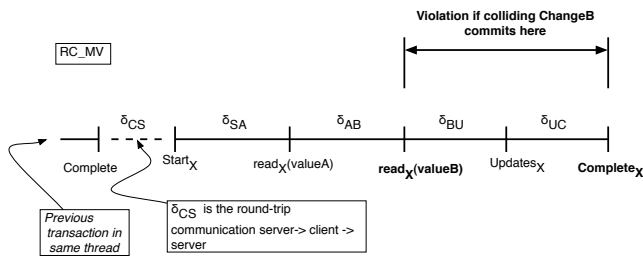 Violation if colliding ChangeB
commits here
RC_MV
δCS
δSA
δAB
δBU
δUC
Complete
StartX
readX(valueA)
readX(valueB)
UpdatesX
CompleteX
Previous
transaction in
same thread
δCS is the round-trip
communication server-> client ->
server